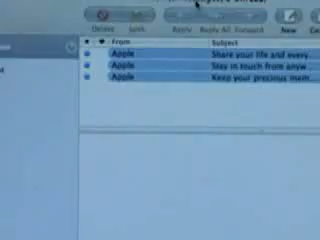 Delete Junk Reply Reply All Forward New
From Subject
Apple Share your life and every...
Apple Stay in touch from anyw...
Apple Keep your precious mem...